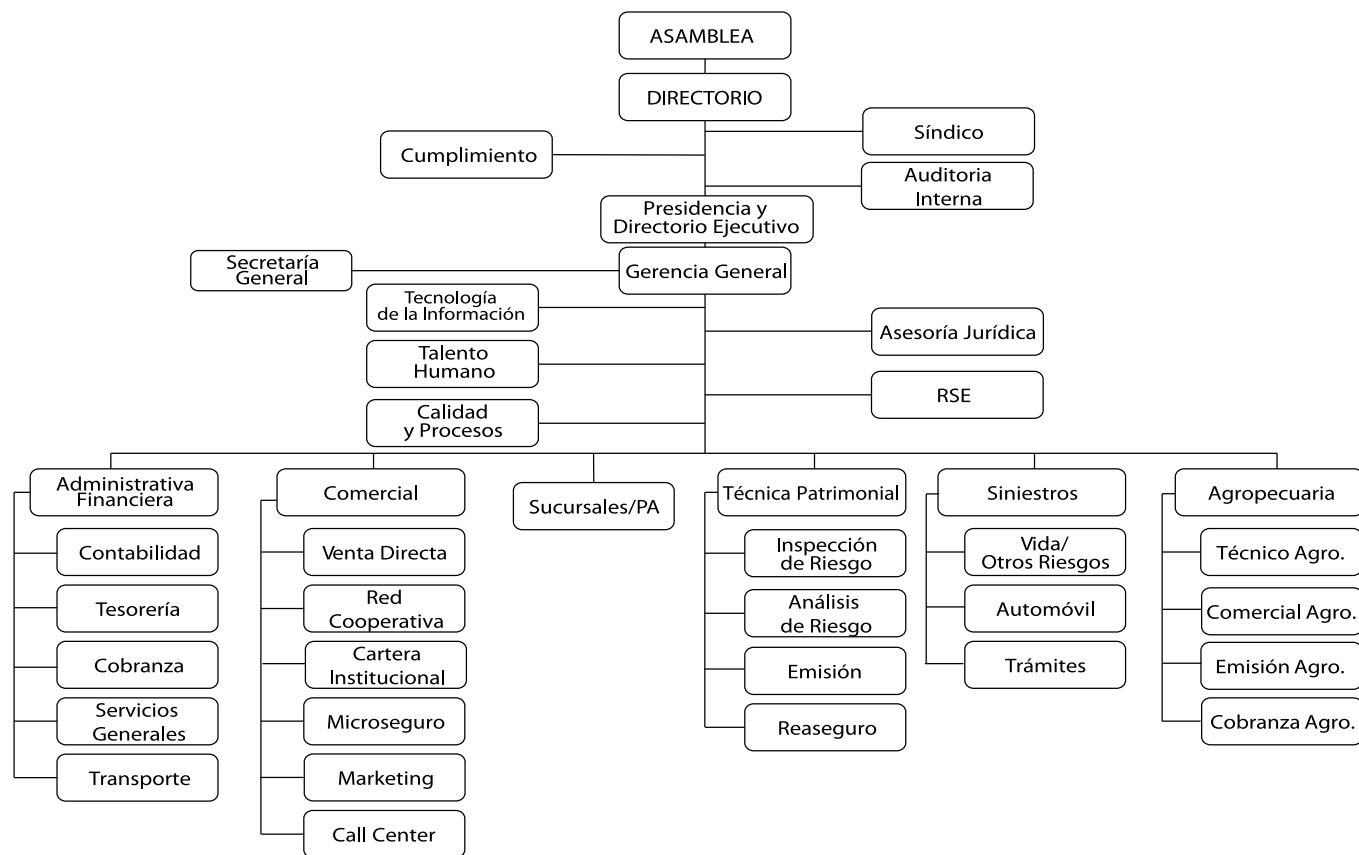 ASAMBLEA
DIRECTORIO
Síndico
Cumplimiento
Auditoria
Interna
Presidencia y
Directorio Ejecutivo
Secretaría
General
Gerencia General
Tecnología
de la Información
Asesoría Jurídica
Talento
Humano
RSE
Calidad
y Procesos
Administrativa
Financiera
Contabilidad
Tesorería
Cobranza
Servicios
Generales
Transporte
Comercial
Venta Directa
Red
Cooperativa
Cartera
Institucional
Microseguro
Marketing
Call Center
Sucursales/PA
Técnica Patrimonial
Inspección
de Riesgo
Análisis
de Riesgo
Emisión
Reaseguro
Siniestros
Vida/
Otros Riesgos
Automóvil
Trámites
Agropecuaria
Técnico Agro.
Comercial Agro.
Emisión Agro.
Cobranza Agro.